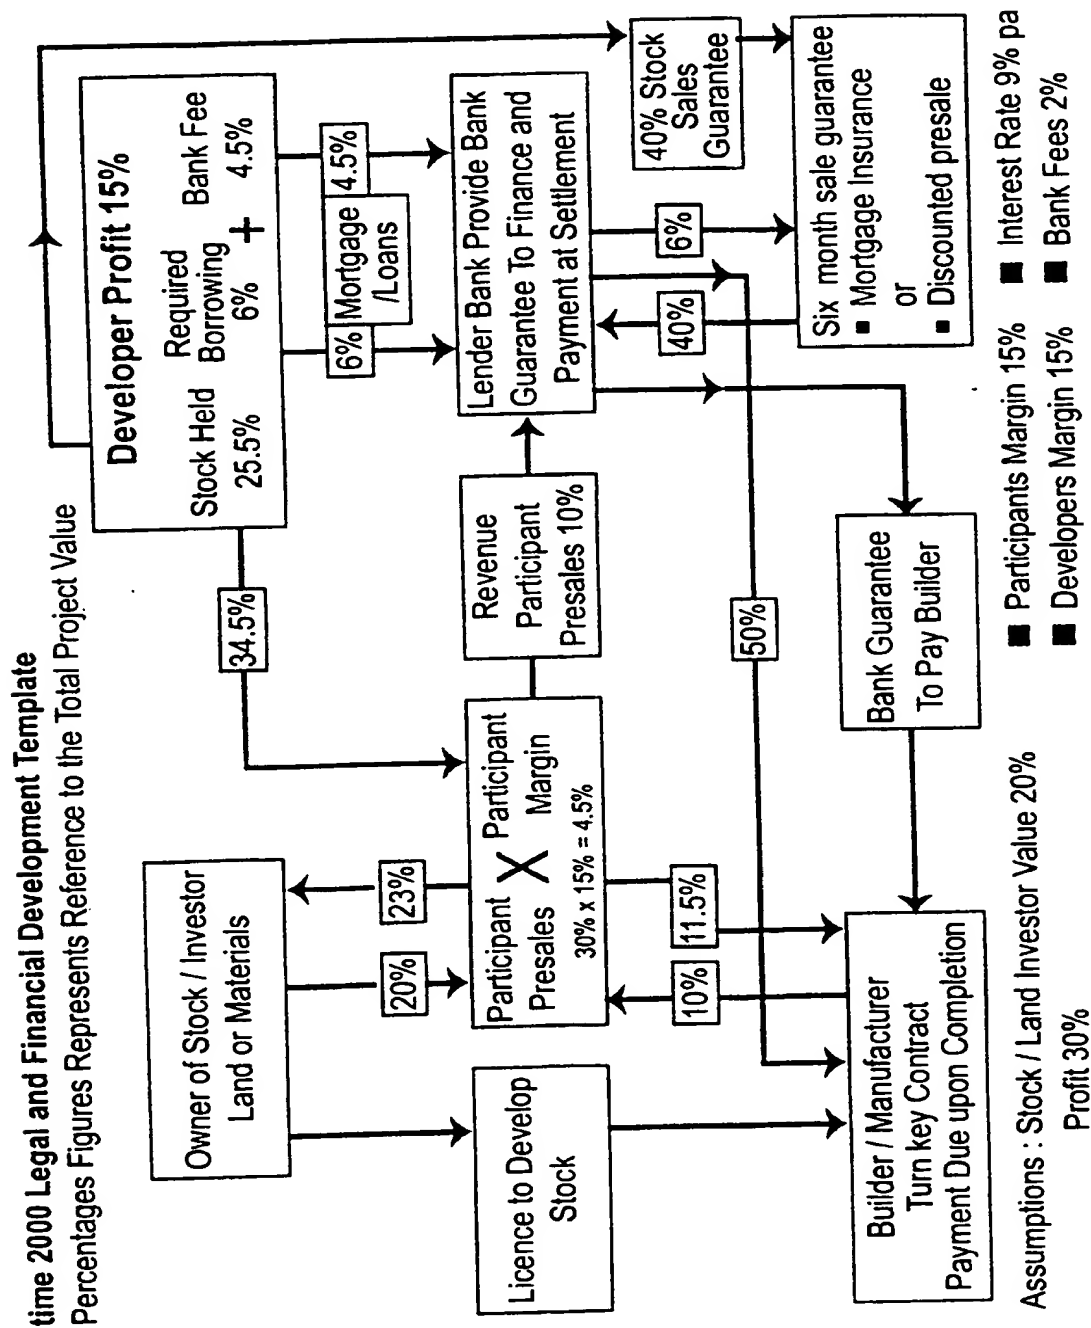 time 2000 Legal and Financial Development Template
Percentages Figures Represents Reference to the Total Project Value
Owner of Stock / Investor
Land or Materials
34.5%
Developer Profit 15%
Stock Held
25.5%
Required
Borrowing
6%
+
Bank Fee
4.5%
20%
23%
6%
Mortgage
/Loans
4.5%
Licence to Develop
Stock
Participant
Presales
X
Participant
Margin
30% x 15% = 4.5%
Revenue
Participant
Presales 10%
Lender Bank Provide Bank
Guarantee To Finance and
Payment at Settlement
40% Stock
Sales
Guarantee
10%
11.5%
50%
40%
6%
Builder / Manufacturer
Turn key Contract
Payment Due upon Completion
Bank Guarantee
To Pay Builder
Six month sale guarantee
■ Mortgage Insurance
or
■ Discounted presale
Assumptions : Stock / Land Investor Value 20%
Profit 30%
■ Participants Margin 15%
■ Developers Margin 15%
■ Interest Rate 9% pa
■ Bank Fees 2%